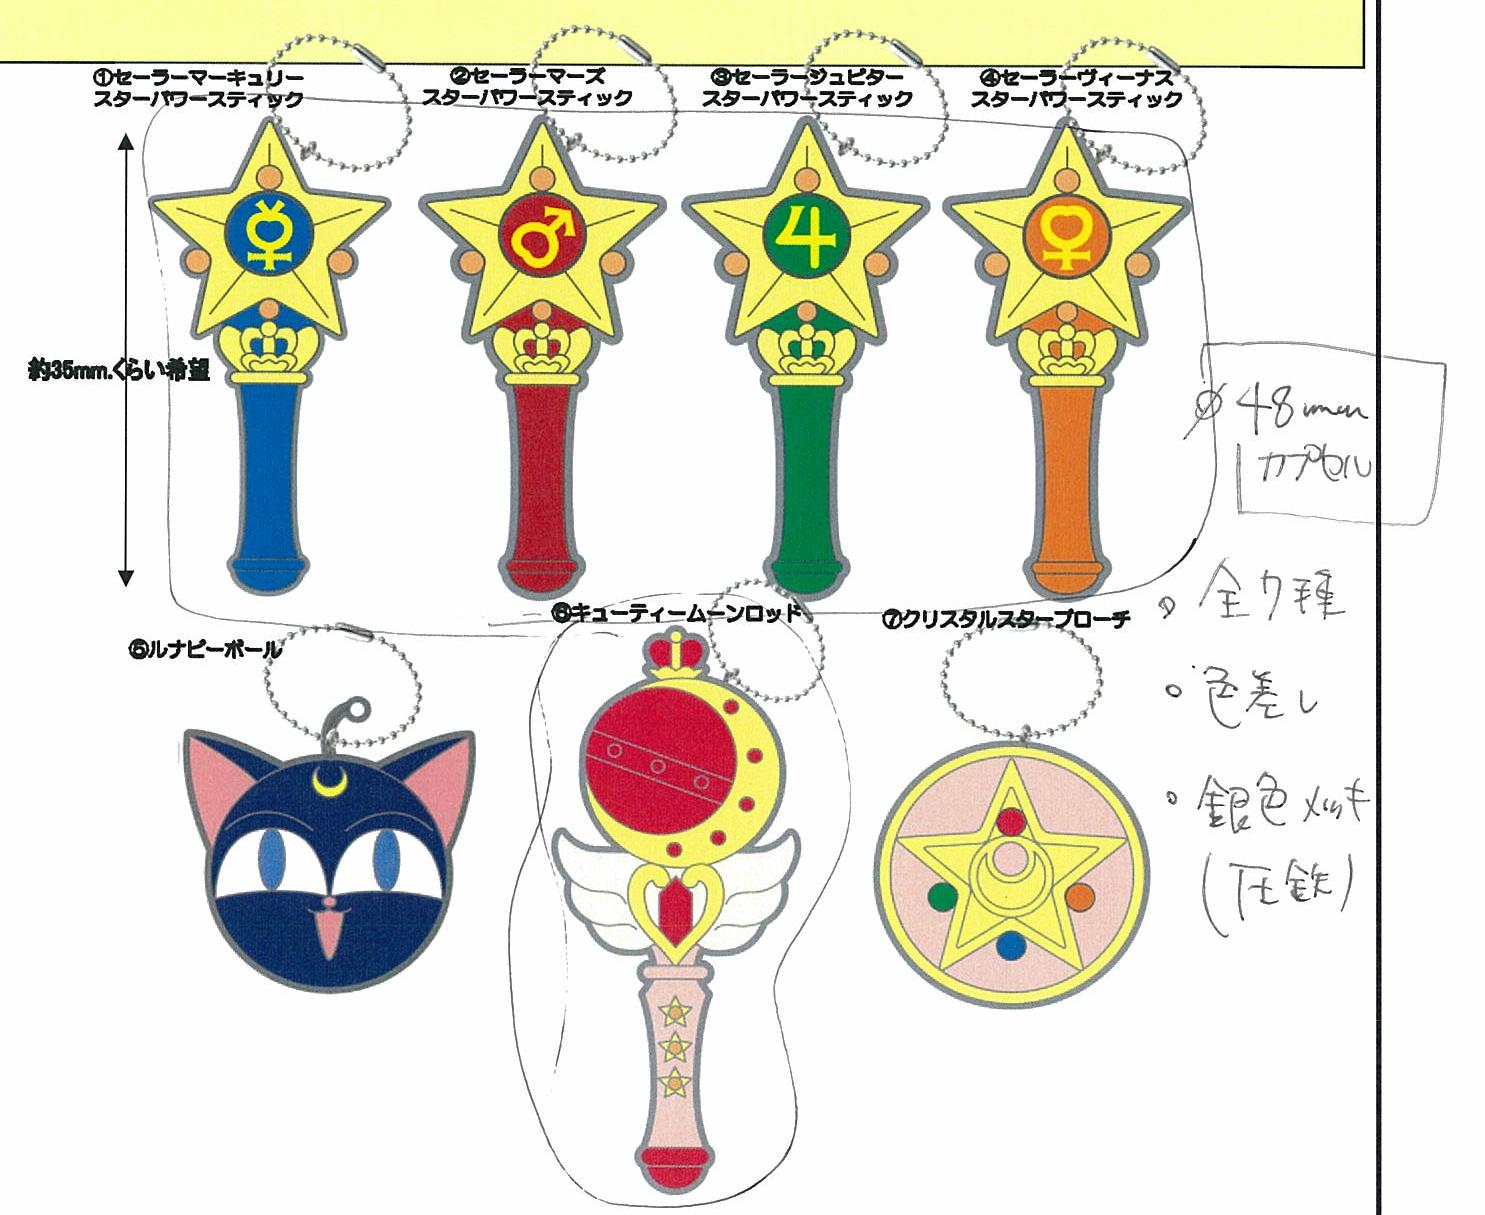 ①セーラーマーキュリー
スターパワースティック
②セーラーマーズ
スターパワースティック
③セーラージュピター
スターパワースティック
④セーラーヴィーナス
スターパワースティック
約35mm.くらい希望
φ48mm
カプセル
⑤ルナピーボール
⑥キューティームーンロッド
⑦クリスタルスターブローチ
。全7種
。色差し
。銀色メッキ
(圧鉄)